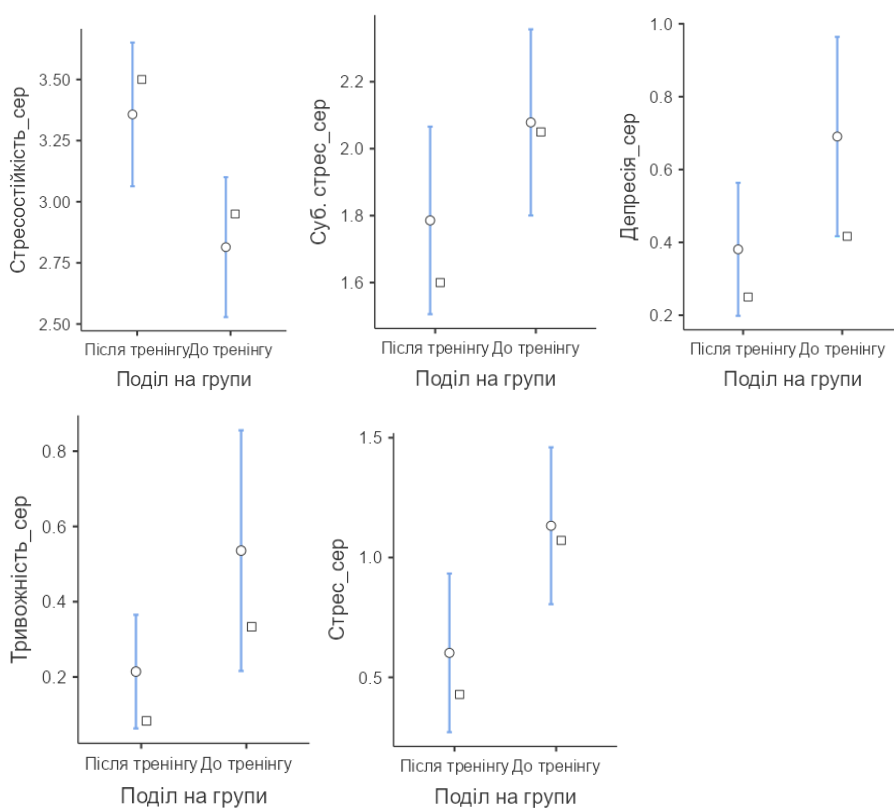 Стресостійкість_сер
3.50
3.25
3.00
2.75
2.50
Після тренінгу До тренінгу
Поділ на групи
Суб. стрес_сер
2.2
2.0
1.8
1.6
Після тренінгу До тренінгу
Поділ на групи
Депресія_сер
1.0
0.8
0.6
0.4
0.2
Після тренінгу До тренінгу
Поділ на групи
Тривожність_сер
0.8
0.6
0.4
0.2
Після тренінгу До тренінгу
Поділ на групи
Стрес_сер
1.5
1.0
0.5
Після тренінгу До тренінгу
Поділ на групи